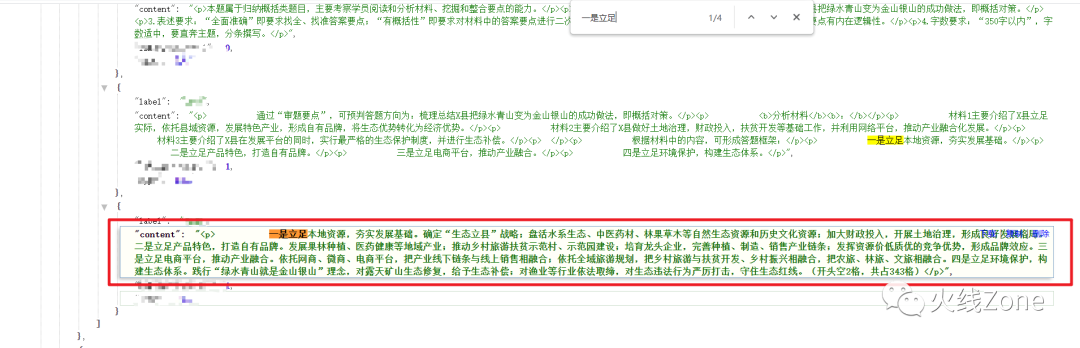 "content": "<p>本题属于归纳概括类题目，主要考察学员阅读和分析材料、挖掘和整合要点的能力。</p><p>
县把绿水青山变为金山银山的成功做法，即概括对策。</p>
一是立足
1/4
<p>3.表述要求："全面准确"即要求找全、找准答案要点；"有概括性"即要求对材料中的答案要点进行二次
要点有内在逻辑性。</p><p>4.字数要求："350字以内"，字
数适中，要直奔主题，分条撰写。</p>",
0,
},
{
"label":
"content": "<p> 通过"审题要点"，可预判答题方向为：梳理总结X县把绿水青山变为金山银山的成功做法，即概括对策。</p><p> <b>分析材料</b><b>：</b></p><p> 材料1主要介绍了X县立足
实际，依托县域资源，发展特色产业，形成自有品牌，将生态优势转化为经济优势。</p><p> 材料2主要介绍了X县做好土地治理，财政投入，扶贫开发等基础工作，并利用网络平台，推动产业融合化发展。</p><p>
材料3主要介绍了X县在发展平台的同时，实行最严格的生态保护制度，并进行生态补偿。</p><p> </p><p> 根据材料中的内容，可形成答题框架：</p><p> 一是立足本地资源，夯实发展基础。</p><p>
二是立足产品特色，打造自有品牌。</p><p> 三是立足电商平台，推动产业融合。</p><p> 四是立足环境保护，构建生态体系。</p>",
1,
},
{
"label":
"content": "<p> 一是立足本地资源，夯实发展基础。确定"生态立县"战略；盘活水系生态、中医药村、林果草木等自然生态资源和历史文化资源；加大财政投入，开展土地治理，形成
二是立足产品特色，打造自有品牌。发展果林种植、医药健康等地域产业；推动乡村旅游扶贫示范村、示范园建设；培育龙头企业，完善种植、制造、销售产业链条；发挥资源价低质优的竞争优势，形成品牌效应。三
是立足电商平台，推动产业融合。依托网商、微商、电商平台，把产业线下链条与线上销售相融合；依托全域旅游规划，把乡村旅游与扶贫开发、乡村振兴相融合，把农旅、林旅、文旅相融合。四是立足环境保护，构
建生态体系。践行"绿水青山就是金山银山"理念，对露天矿山生态修复，给予生态补偿；对渔业等行业依法取缔，对生态违法行为严厉打击，守住生态红线。（开头空2格，共占343格）</p>",
1,
}
]
},
火线Zone